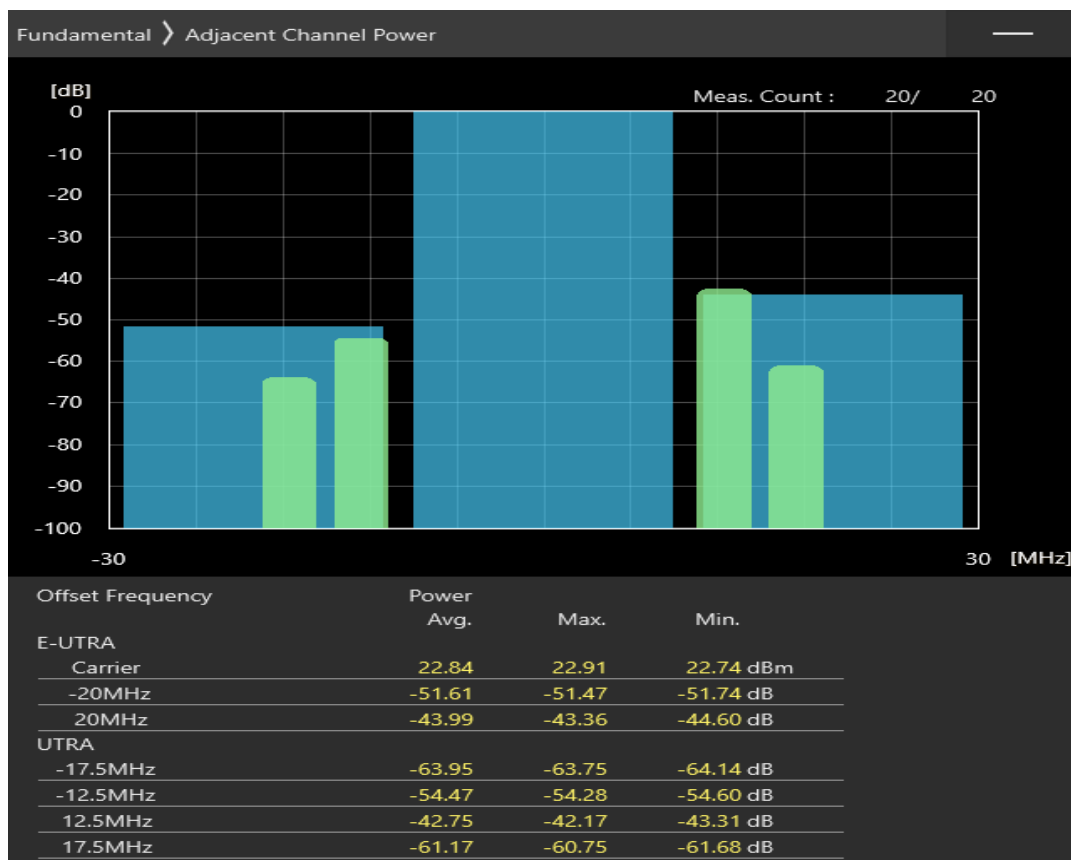 Fundamental ❯ Adjacent Channel Power
[dB]
Meas. Count : 20/ 20
0
-10
-20
-30
-40
-50
-60
-70
-80
-90
-100
-30 30 [MHz]
Offset Frequency Power
Avg. Max. Min.
E-UTRA
Carrier 22.84 22.91 22.74 dBm
-20MHz -51.61 -51.47 -51.74 dB
20MHz -43.99 -43.36 -44.60 dB
UTRA
-17.5MHz -63.95 -63.75 -64.14 dB
-12.5MHz -54.47 -54.28 -54.60 dB
12.5MHz -42.75 -42.17 -43.31 dB
17.5MHz -61.17 -60.75 -61.68 dB